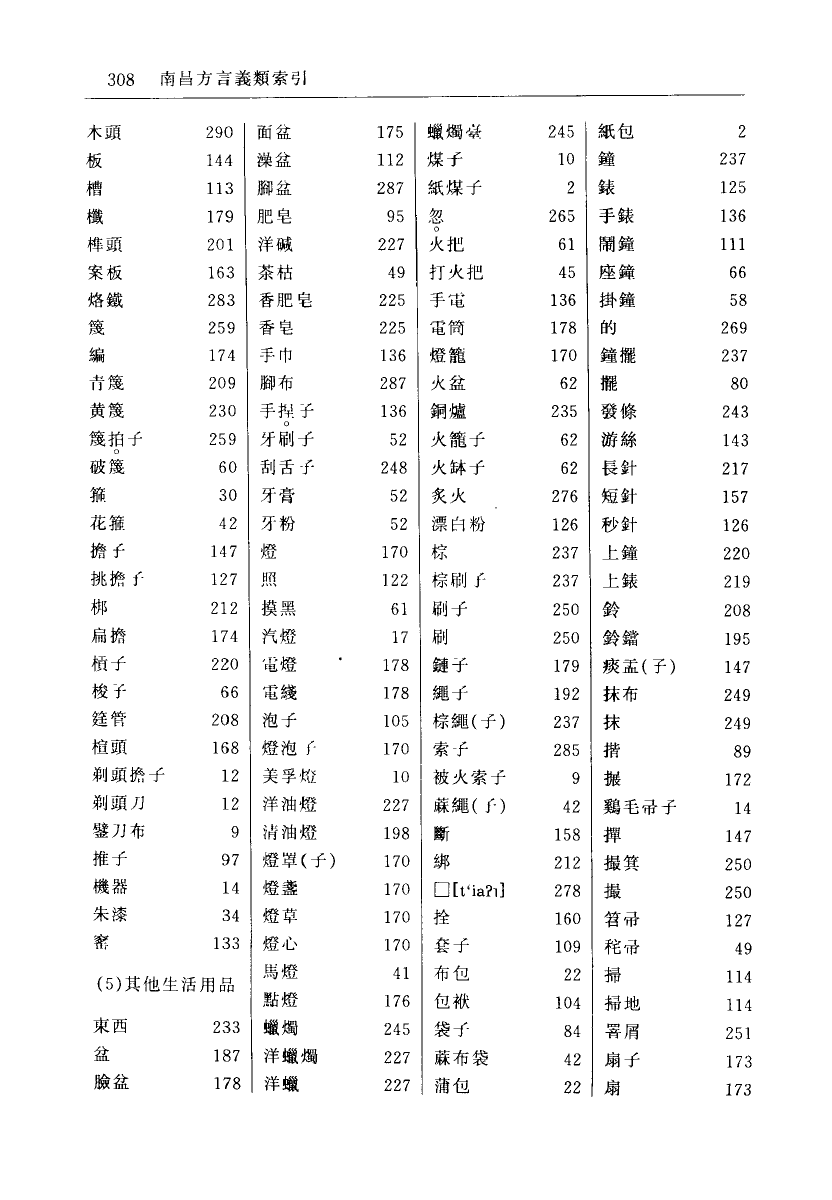 308 南昌方言義類索引
木頭 290
板 144
槽 113
櫼 179
榫頭 201
案板 163
烙鐵 283
篾 259
編 174
青篾 209
黄篾 230
篾拍子 259
破篾 60
箍 30
花箍 42
擔子 147
挑擔子 127
梆 212
扁擔 174
槓子 220
梭子 66
筳管 208
楦頭 168
剃頭擔子 12
剃頭刀 12
鐾刀布 9
推子 97
機器 14
朱漆 34
133
(5)其他生活用品
東西 233
盆 187
臉盆 178
面盆 175
澡盆 112
腳盆 287
肥皂 95
洋碱 227
茶枯 49
香肥皂 225
香皂 225
手巾 136
腳布 287
手捏子 136
牙刷子 52
刮舌子 248
牙膏 52
牙粉 52
燈 170
照 122
摸黑 61
汽燈 17
電燈 178
電綫 178
泡子 105
燈泡子 170
美孚燈 10
洋油燈 227
清油燈 198
燈罩(子) 170
燈盞 170
燈草 170
燈心 170
馬燈 41
點燈 176
蠟燭 245
洋蠟燭 227
洋蠟 227
蠟燭臺 245
煤子 10
紙煤子 2
忽 265
火把 61
打火把 45
手電 136
電筒 178
燈籠 170
火盆 62
銅爐 235
火籠子 62
火缽子 62
炙火 276
漂白粉 126
棕 237
棕刷子 237
刷子 250
刷 250
鏈子 179
繩子 192
棕繩(子) 237
索子 285
被火索子 9
蔴繩(子) 42
斷 158
綁 212
□[t‘iaʔ˥] 278
拴 160
套子 109
布包 22
包袱 104
袋子 84
蔴布袋 42
蒲包 22
紙包 2
鐘 237
錶 125
手錶 136
鬧鐘 111
座鐘 66
掛鐘 58
的 269
鐘擺 237
擺 80
發條 243
游絲 143
長針 217
短針 157
秒針 126
上鐘 220
上錶 219
鈴 208
鈴鐺 195
痰盂(子) 147
抹布 249
抹 249
揩 89
搌 172
鷄毛帚子 14
撣 147
撮箕 250
撮 250
笤帚 127
秏帚 49
掃 114
掃地 114
251
扇子 173
扇 173